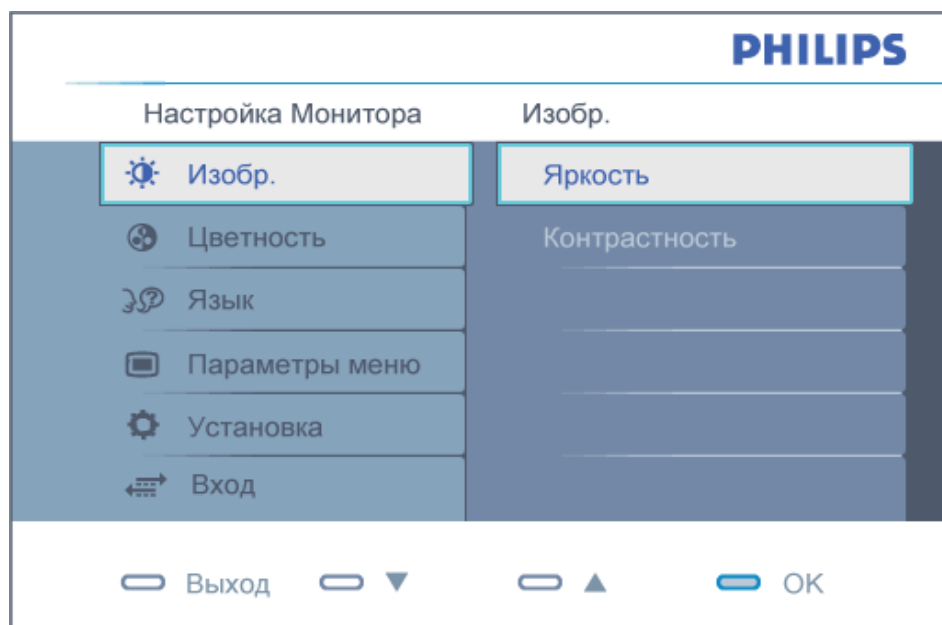 PHILIPS
Настройка Монитора Изобр.
Изобр. Яркость
Цветность Контрастность
Язык
Параметры меню
Установка
Вход
Выход ▼ ▲ OK